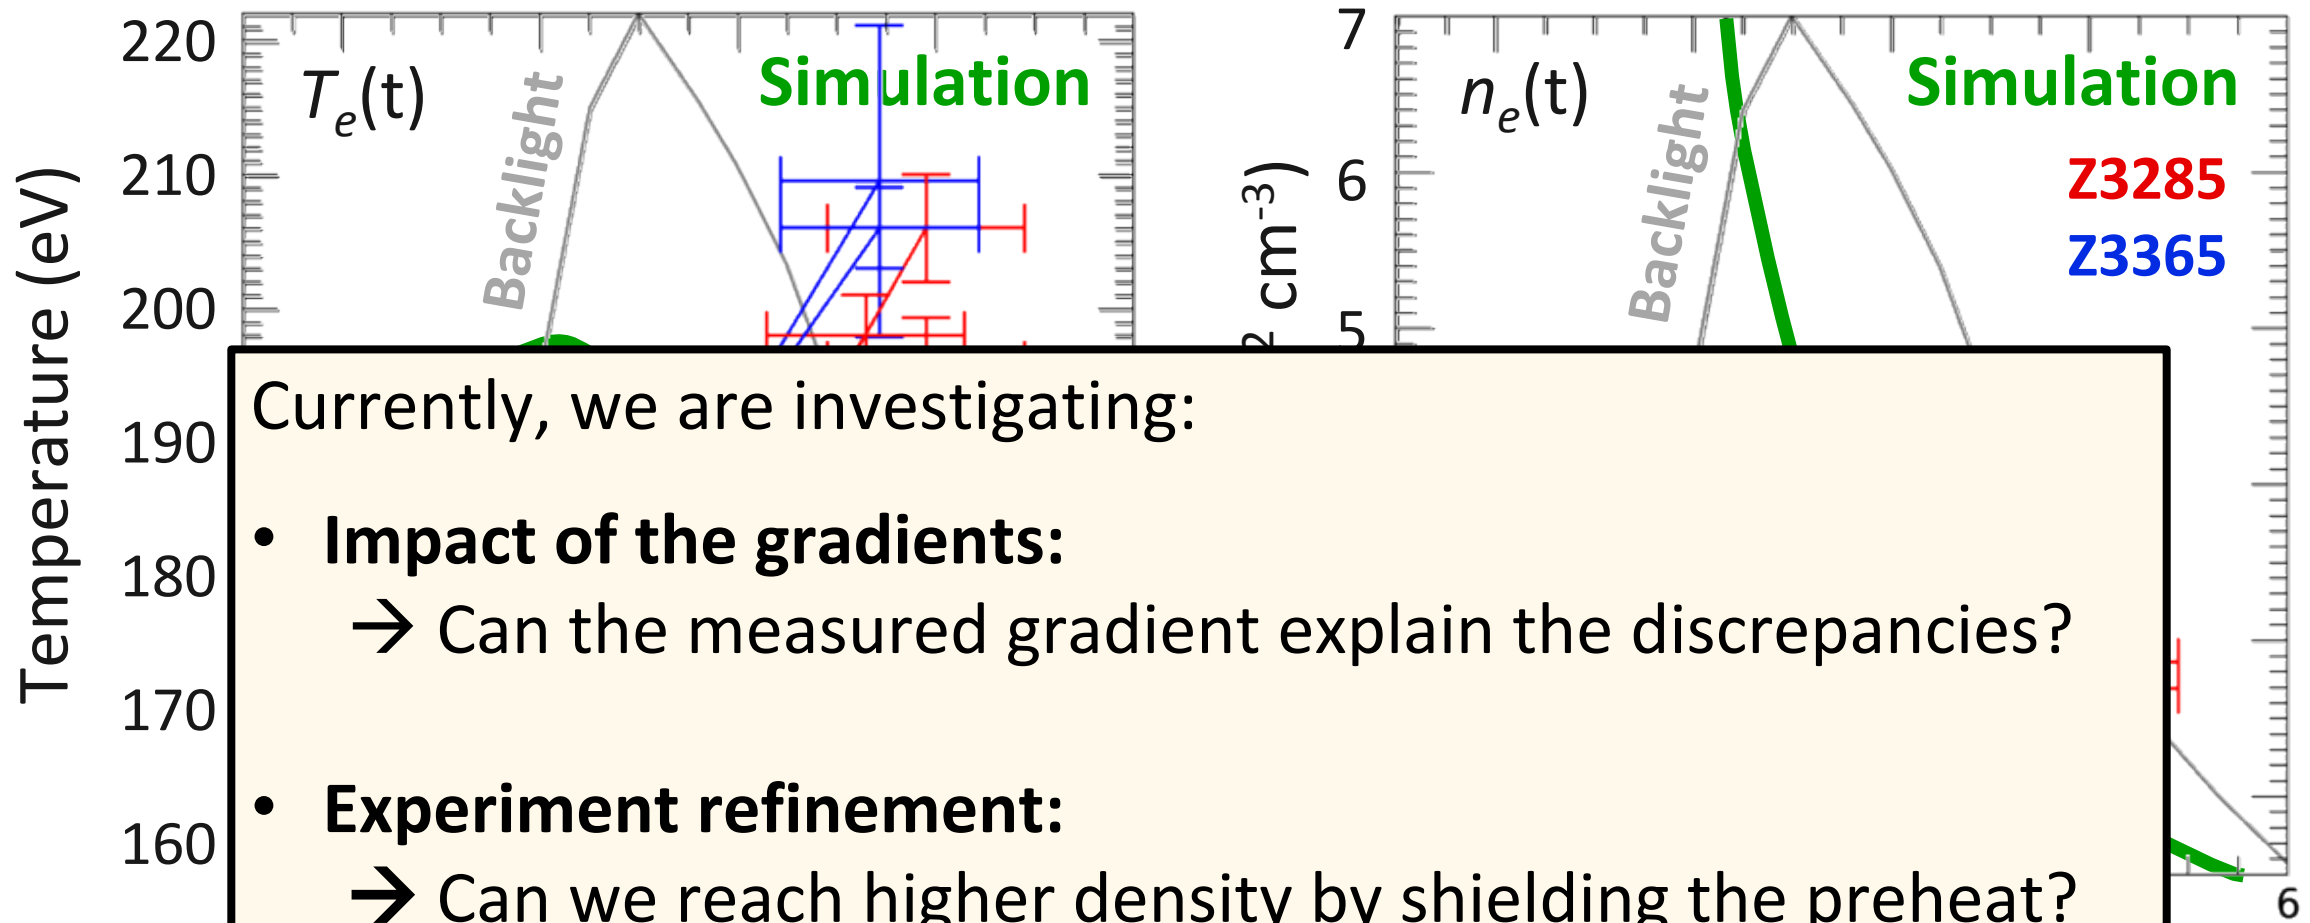 220
210
200
190
180
170
160
Temperature (eV)
Te(t)
Backlight
Simulation
7
6
5
2 cm-3)
ne(t)
Backlight
Simulation
Z3285
Z3365
Currently, we are investigating:
• Impact of the gradients:
→ Can the measured gradient explain the discrepancies?
• Experiment refinement:
→ Can we reach higher density by shielding the preheat?
6